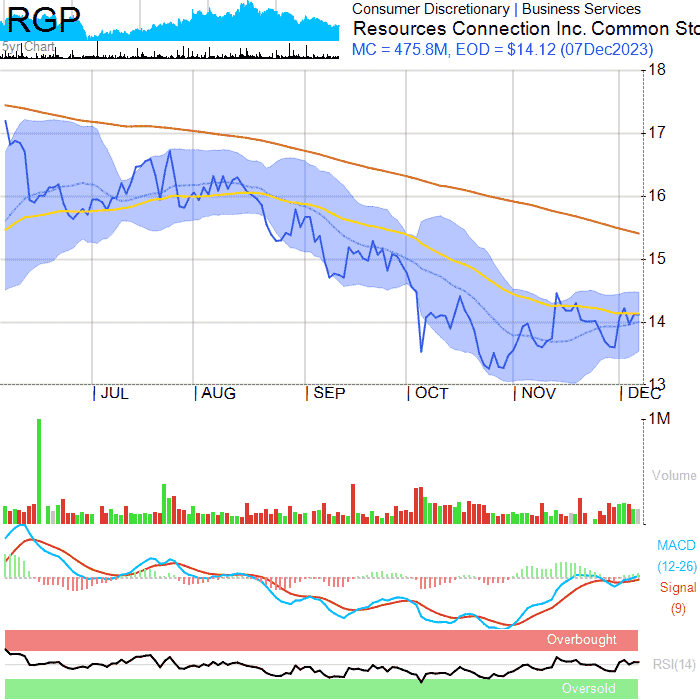 RGP
5yr Chart
Consumer Discretionary | Business Services
Resources Connection Inc. Common Sto
MC = 475.8M, EOD = $14.12 (07Dec2023)
18
17
16
15
14
13
JUL
AUG
SEP
OCT
NOV
DEC
1M
Volume
MACD
(12-26)
Signal
(9)
Overbought
RSI(14)
Oversold